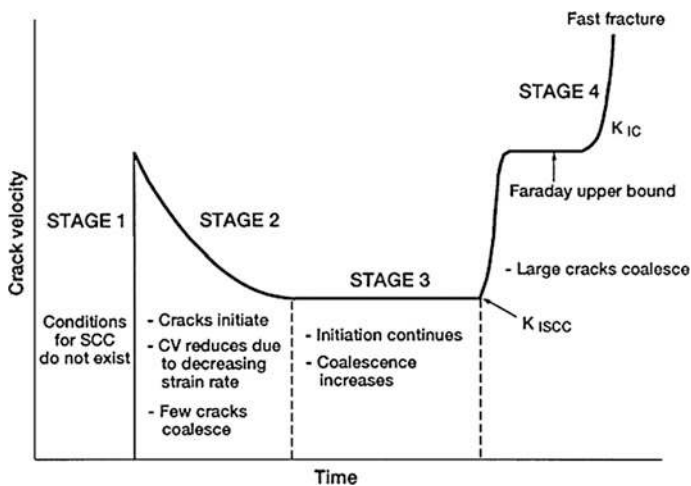 Fast fracture
STAGE 4
K IC
Faraday upper bound
STAGE 1
STAGE 2
STAGE 3
- Large cracks coalesce
K ISCC
Conditions
for SCC
do not exist
- Cracks initiate
- CV reduces due
to decreasing
strain rate
- Few cracks
coalesce
- Initiation continues
- Coalescence
increases
Crack velocity
Time